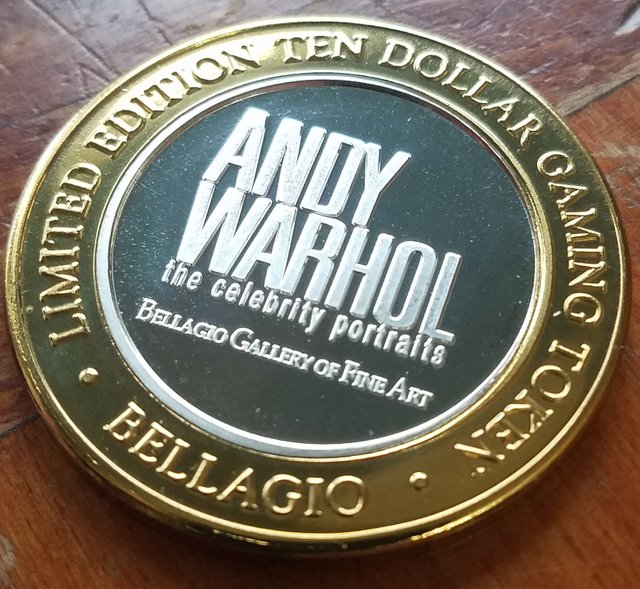 LIMITED EDITION TEN DOLLAR GAMING TOKEN
ANDY
WARHOL
the celebrity portraits
BELLAGIO GALLERY OF FINE ART
• BELLAGIO •